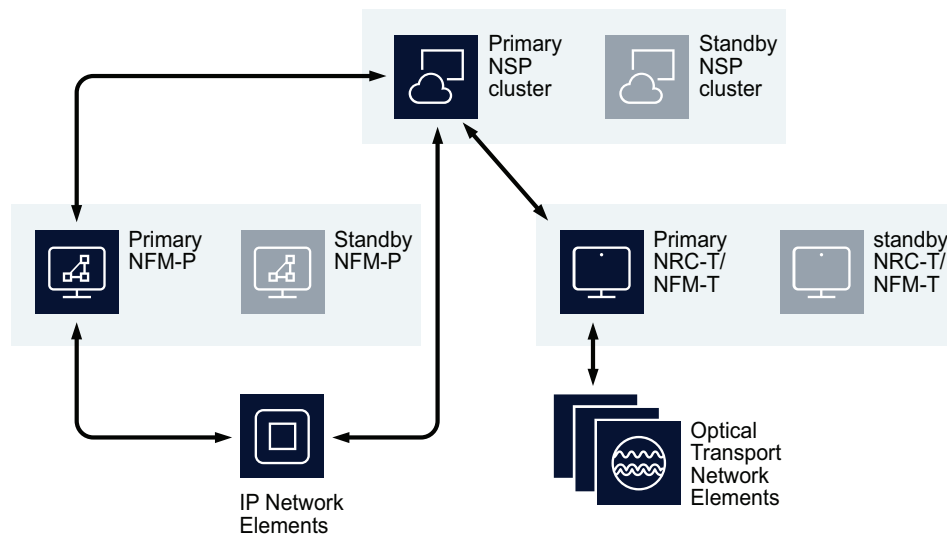 Primary
NSP
cluster
Standby
NSP
cluster
Primary
NFM-P
Standby
NFM-P
Primary
NRC-T/
NFM-T
standby
NRC-T/
NFM-T
IP Network
Elements
Optical
Transport
Network
Elements